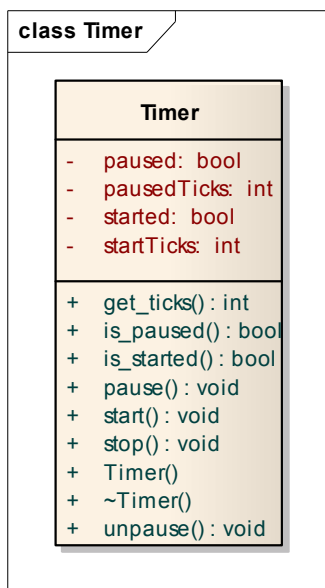 class Timer
Timer
- paused: bool
- pausedTicks: int
- started: bool
- startTicks: int
+ get_ticks() : int
+ is_paused() : bool
+ is_started() : bool
+ pause() : void
+ start() : void
+ stop() : void
+ Timer()
+ ~Timer()
+ unpause() : void